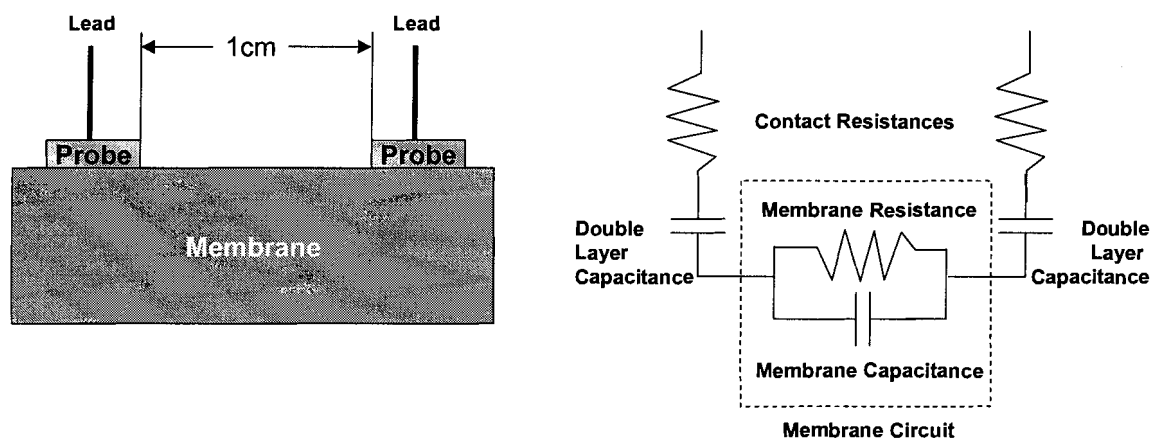 Lead
Lead
1cm
Probe
Probe
Membrane
Contact Resistances
Membrane Resistance
Double
Layer
Capacitance
Double
Layer
Capacitance
Membrane Capacitance
Membrane Circuit